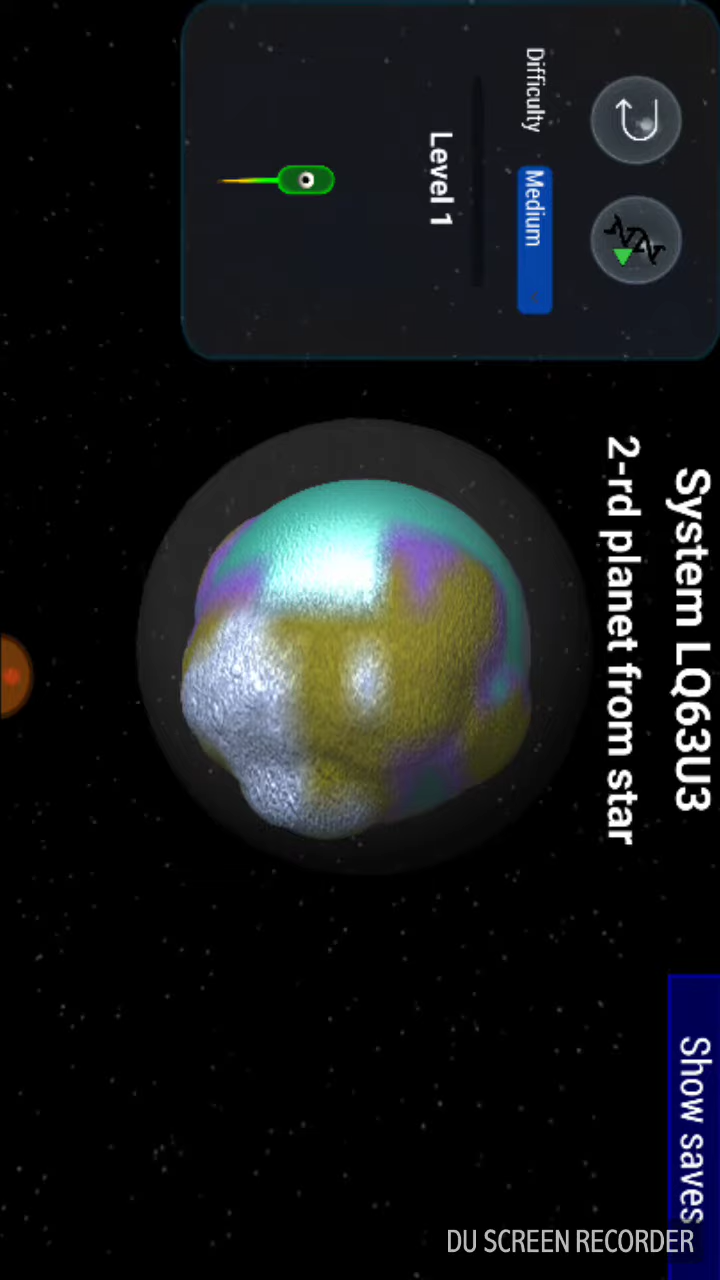 System LQ63U3
2-rd planet from star
Show saves
Difficulty
Medium
Level 1
DU SCREEN RECORDER